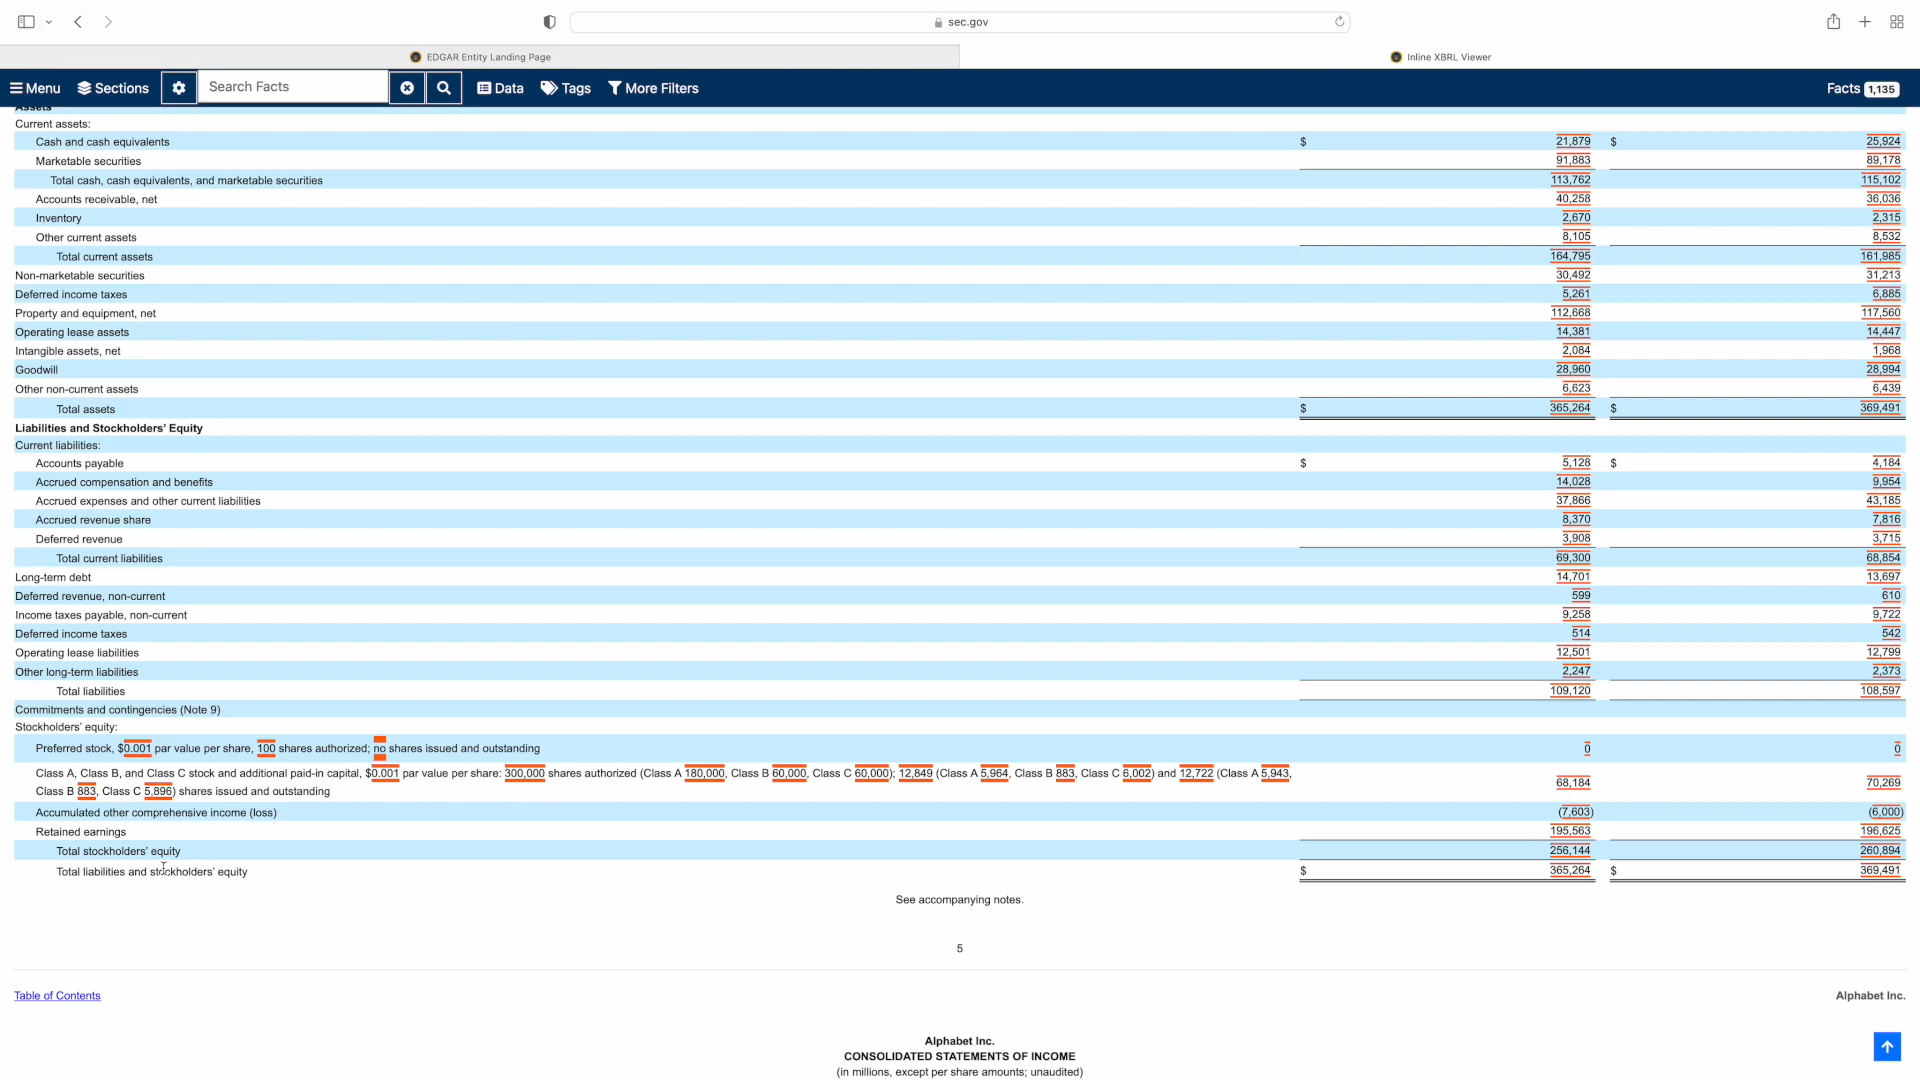 sec.gov
EDGAR Entity Landing Page
Inline XBRL Viewer
Menu Sections Search Facts Data Tags More Filters Facts 1,135
Assets
Current assets:
Cash and cash equivalents $ 21,879 $ 25,924
Marketable securities 91,883 89,178
Total cash, cash equivalents, and marketable securities 113,762 115,102
Accounts receivable, net 40,258 36,036
Inventory 2,670 2,315
Other current assets 8,105 8,532
Total current assets 164,795 161,985
Non-marketable securities 30,492 31,213
Deferred income taxes 5,261 6,885
Property and equipment, net 112,668 117,560
Operating lease assets 14,381 14,447
Intangible assets, net 2,084 1,968
Goodwill 28,960 28,994
Other non-current assets 6,623 6,439
Total assets $ 365,264 $ 369,491
Liabilities and Stockholders’ Equity
Current liabilities:
Accounts payable $ 5,128 $ 4,184
Accrued compensation and benefits 14,028 9,954
Accrued expenses and other current liabilities 37,866 43,185
Accrued revenue share 8,370 7,816
Deferred revenue 3,908 3,715
Total current liabilities 69,300 68,854
Long-term debt 14,701 13,697
Deferred revenue, non-current 599 610
Income taxes payable, non-current 9,258 9,722
Deferred income taxes 514 542
Operating lease liabilities 12,501 12,799
Other long-term liabilities 2,247 2,373
Total liabilities 109,120 108,597
Commitments and contingencies (Note 9)
Stockholders’ equity:
Preferred stock, $0.001 par value per share, 100 shares authorized; no shares issued and outstanding 0 0
Class A, Class B, and Class C stock and additional paid-in capital, $0.001 par value per share: 300,000 shares authorized (Class A 180,000, Class B 60,000, Class C 60,000); 12,849 (Class A 5,964, Class B 883, Class C 6,002) and 12,722 (Class A 5,943,
Class B 883, Class C 5,896) shares issued and outstanding 68,184 70,269
Accumulated other comprehensive income (loss) (7,603) (6,000)
Retained earnings 195,563 196,625
Total stockholders’ equity 256,144 260,894
Total liabilities and stockholders’ equity $ 365,264 $ 369,491
See accompanying notes.
5
Table of Contents Alphabet Inc.
Alphabet Inc.
CONSOLIDATED STATEMENTS OF INCOME
(in millions, except per share amounts; unaudited)